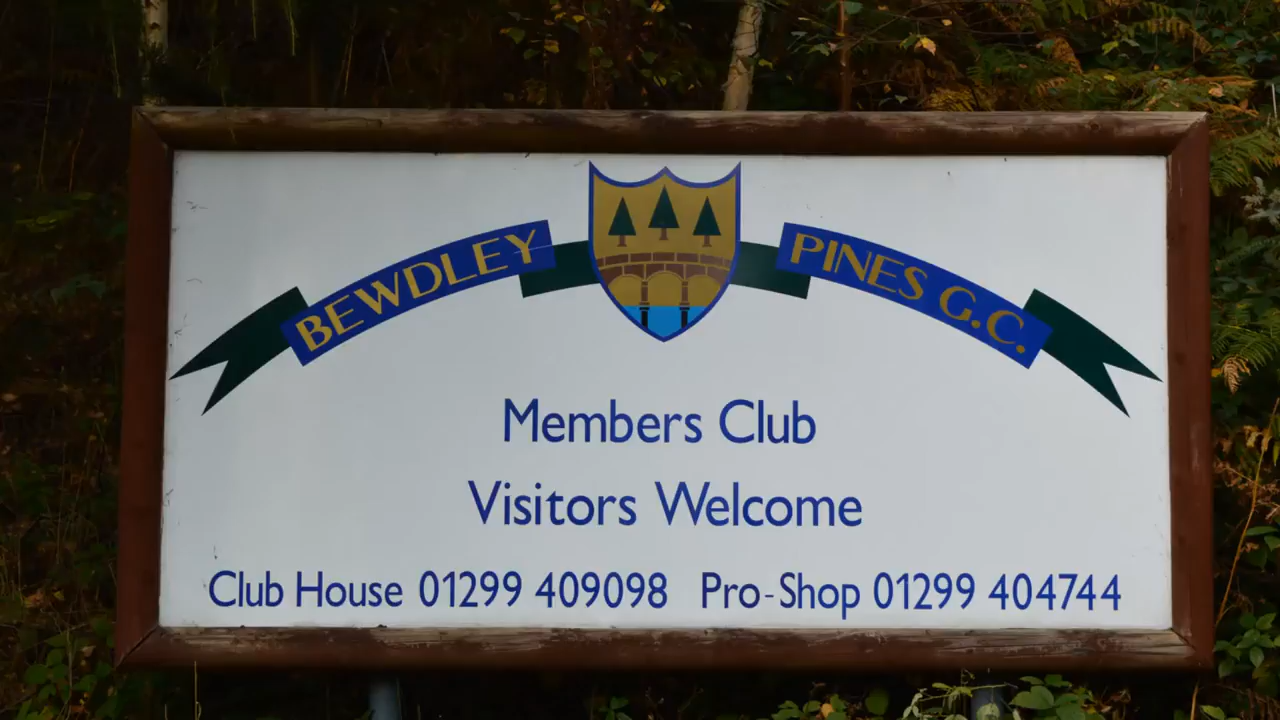 BEWDLEY PINES G.C.
Members Club
Visitors Welcome
Club House 01299 409098 Pro-Shop 01299 404744